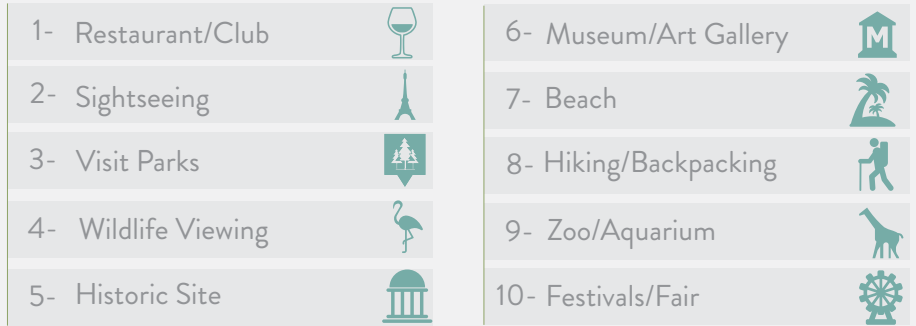 1- Restaurant/Club
2- Sightseeing
3- Visit Parks
4- Wildlife Viewing
5- Historic Site
6- Museum/Art Gallery
M
7- Beach
8- Hiking/Backpacking
9- Zoo/Aquarium
10- Festivals/Fair